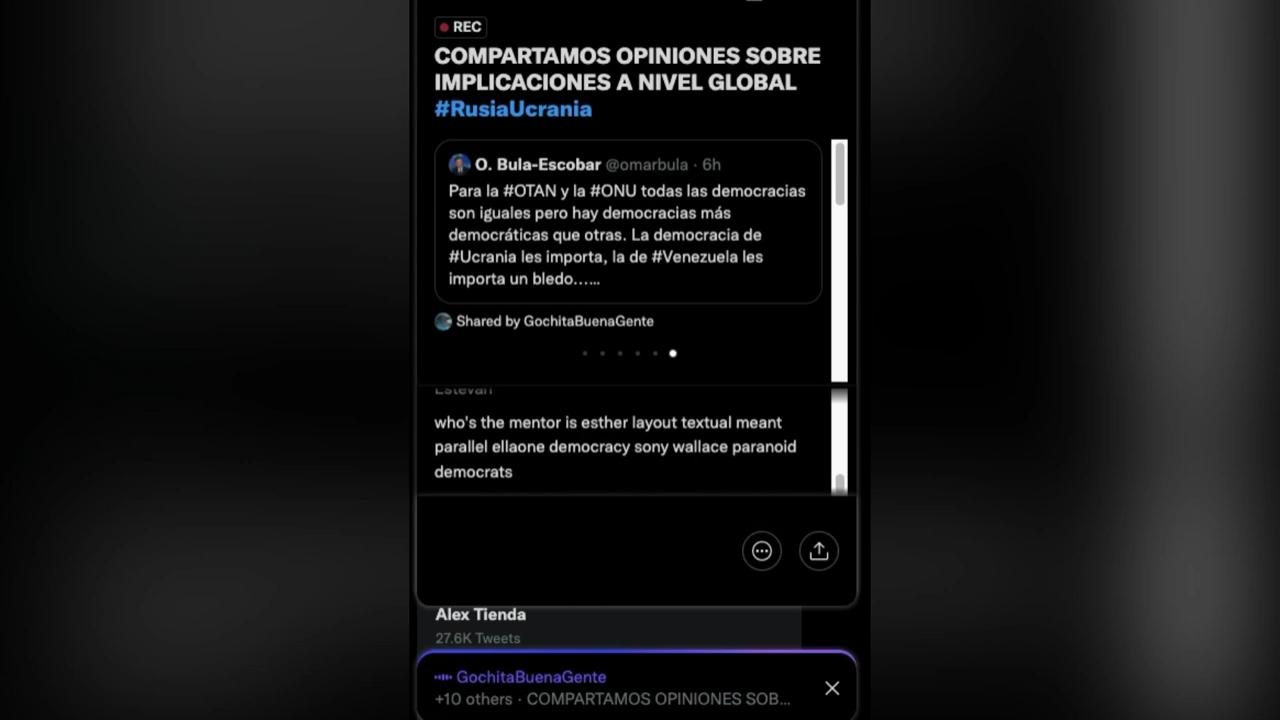 REC
COMPARTAMOS OPINIONES SOBRE
IMPLICACIONES A NIVEL GLOBAL
#RusiaUcrania
O. Bula-Escobar @omarbula · 6h
Para la #OTAN y la #ONU todas las democracias
son iguales pero hay democracias más
democráticas que otras. La democracia de
#Ucrania les importa, la de #Venezuela les
importa un bledo......
Shared by GochitaBuenaGente
Estevan
who's the mentor is esther layout textual meant
parallel ellaone democracy sony wallace paranoid
democrats
Alex Tienda
27.6K Tweets
GochitaBuenaGente
+10 others · COMPARTAMOS OPINIONES SOB...